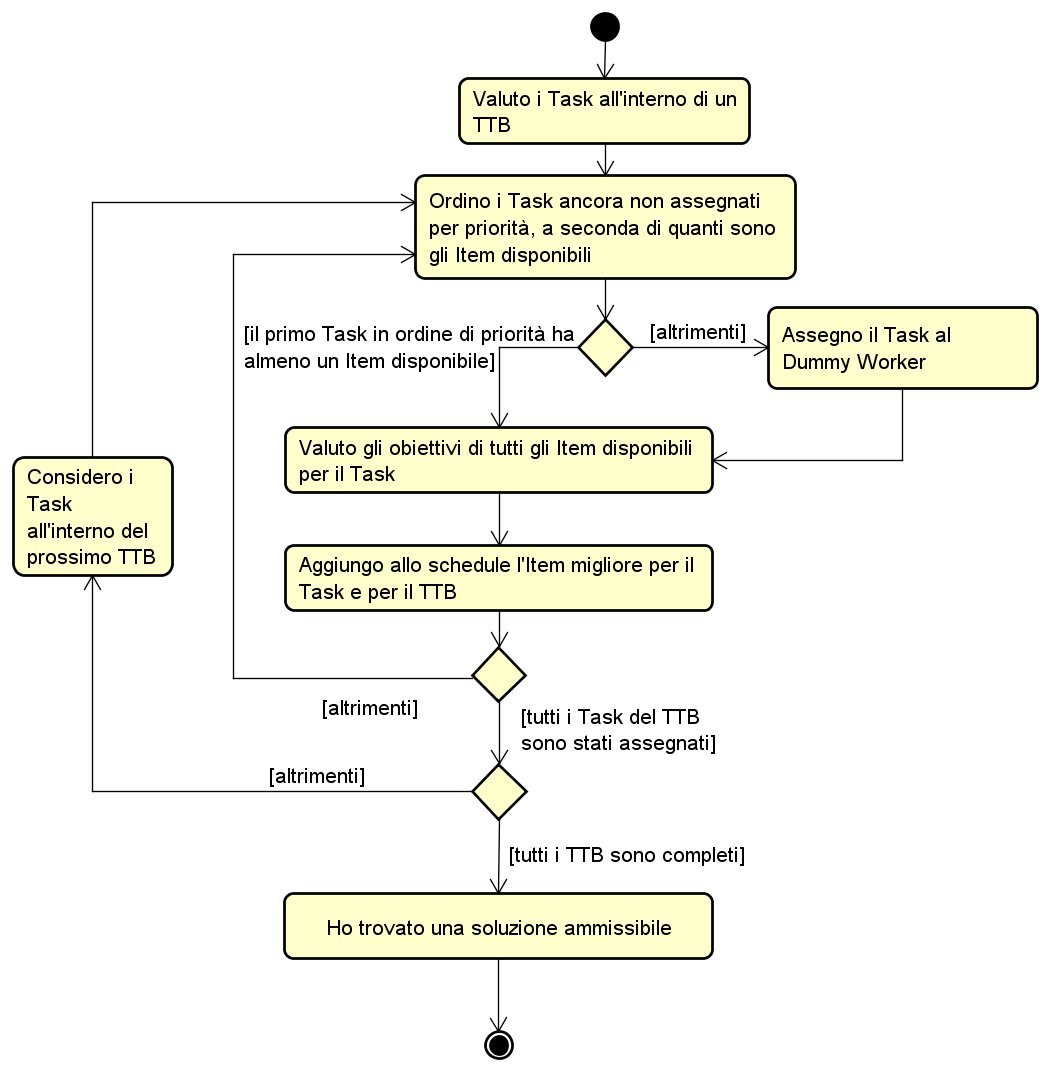 Valuto i Task all'interno di un
TTB
Ordino i Task ancora non assegnati
per priorità, a seconda di quanti sono
gli Item disponibili
[il primo Task in ordine di priorità ha
almeno un Item disponibile]
[altrimenti]
Assegno il Task al
Dummy Worker
Valuto gli obiettivi di tutti gli Item disponibili
per il Task
Considero i
Task
all'interno del
prossimo TTB
Aggiungo allo schedule l'Item migliore per il
Task e per il TTB
[altrimenti]
[tutti i Task del TTB
sono stati assegnati]
[altrimenti]
[tutti i TTB sono completi]
Ho trovato una soluzione ammissibile